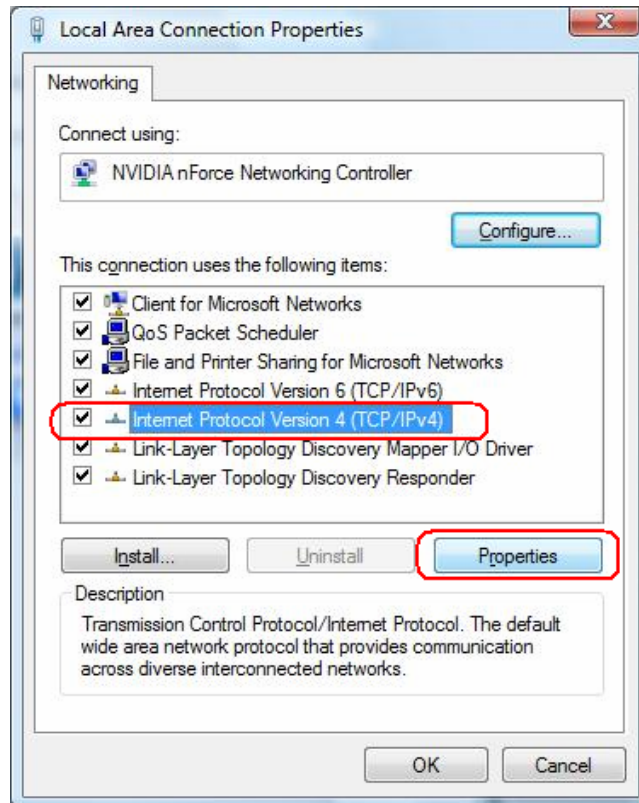 Local Area Connection Properties
Networking
Connect using:
NVIDIA nForce Networking Controller
Configure...
This connection uses the following items:
Client for Microsoft Networks
QoS Packet Scheduler
File and Printer Sharing for Microsoft Networks
Internet Protocol Version 6 (TCP/IPv6)
Internet Protocol Version 4 (TCP/IPv4)
Link-Layer Topology Discovery Mapper I/O Driver
Link-Layer Topology Discovery Responder
Install... Uninstall Properties
Description
Transmission Control Protocol/Internet Protocol. The default
wide area network protocol that provides communication
across diverse interconnected networks.
OK Cancel